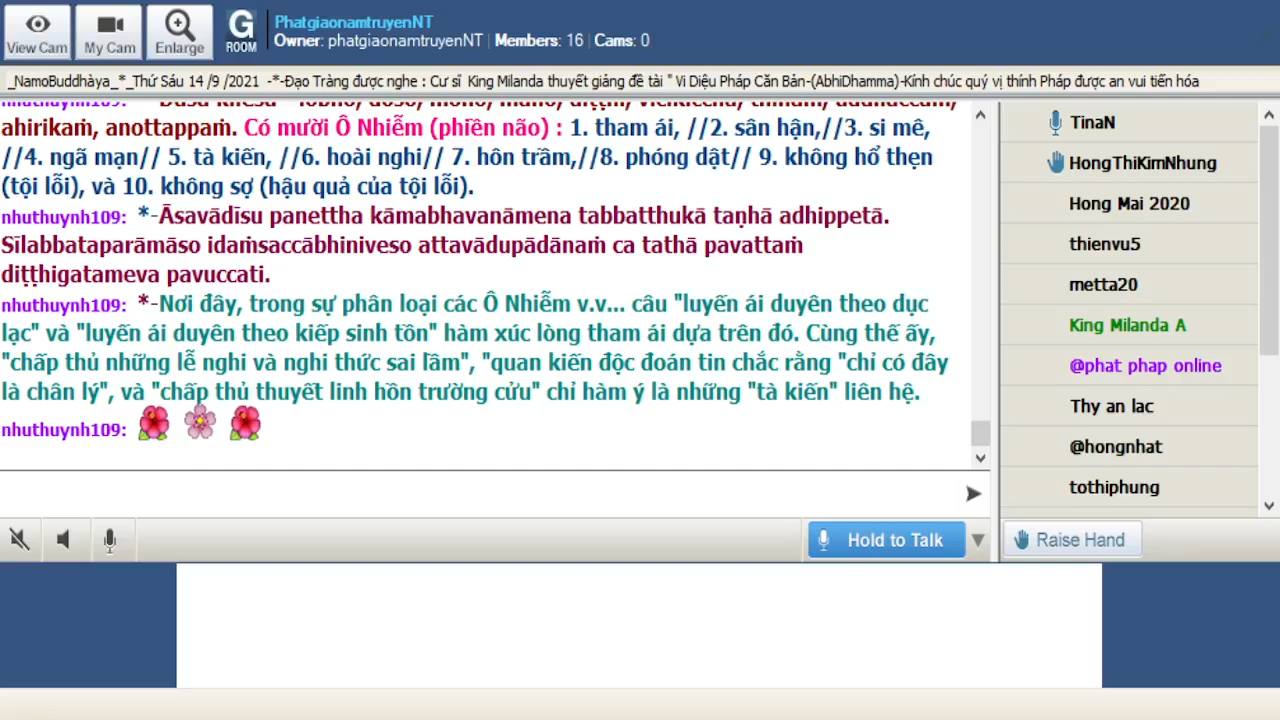 PhatgiaonamtruyenNT
Owner: phatgiaonamtruyenNT | Members: 16 | Cams: 0
View Cam
My Cam
Enlarge
G
ROOM
_NamoBuddhàya_*_Thứ Sáu 14 /9 /2021 -*-Đạo Tràng được nghe : Cư sĩ King Milanda thuyết giảng đề tài " Vi Diệu Pháp Căn Bản-(AbhiDhamma)-Kính chúc quý vị thính Pháp được an vui tiến hóa
ahirikaṁ, anottappaṁ. Có mười Ô Nhiễm (phiền não) : 1. tham ái, //2. sân hận,//3. si mê,
//4. ngã mạn// 5. tà kiến, //6. hoài nghi// 7. hôn trầm,//8. phóng dật// 9. không hổ thẹn
(tội lỗi), và 10. không sợ (hậu quả của tội lỗi).
nhuthuynh109: *-Āsavādīsu panettha kāmabhavanāmena tabbatthukā taṇhā adhippetā.
Sīlabbataparāmāso idaṁsaccābhiniveso attavādupādānaṁ ca tathā pavattaṁ
diṭṭhigatameva pavuccati.
nhuthuynh109: *-Nơi đây, trong sự phân loại các Ô Nhiễm v.v... câu "luyến ái duyên theo dục
lạc" và "luyến ái duyên theo kiếp sinh tồn" hàm xúc lòng tham ái dựa trên đó. Cùng thế ấy,
"chấp thủ những lễ nghi và nghi thức sai lầm", "quan kiến độc đoán tin chắc rằng "chỉ có đây
là chân lý", và "chấp thủ thuyết linh hồn trường cửu" chỉ hàm ý là những "tà kiến" liên hệ.
nhuthuynh109:
TinaN
HongThiKimNhung
Hong Mai 2020
thienvu5
metta20
King Milanda A
@phat phap online
Thy an lac
@hongnhat
tothiphung
Hold to Talk
Raise Hand